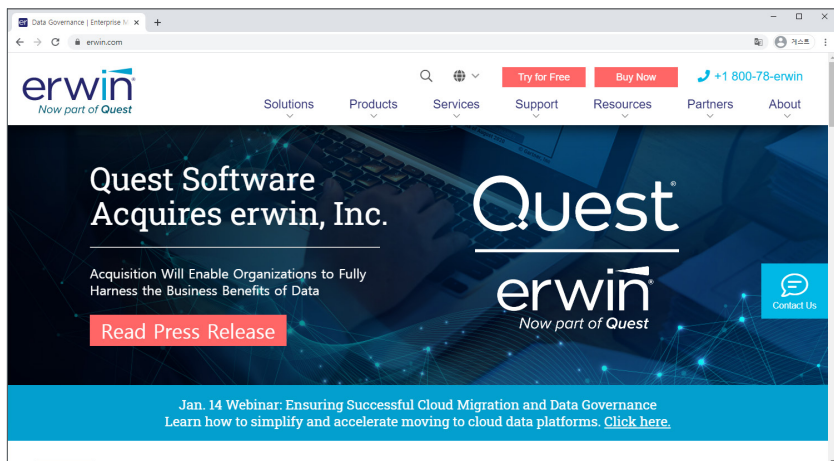 Data Governance | Enterprise M
erwin.com
게스트
erwin
Now part of Quest
Try for Free
Buy Now
+1 800-78-erwin
Solutions
Products
Services
Support
Resources
Partners
About
Quest Software
Acquires erwin, Inc.
Acquisition Will Enable Organizations to Fully
Harness the Business Benefits of Data
Read Press Release
Quest
erwin
Now part of Quest
Contact Us
Jan. 14 Webinar: Ensuring Successful Cloud Migration and Data Governance
Learn how to simplify and accelerate moving to cloud data platforms. Click here.